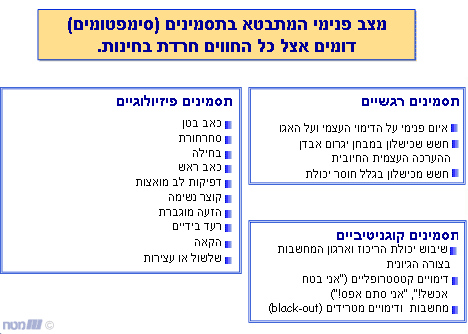 מצב פנימי המתבטא בתסמינים (סימפטומים)
דומים אצל כל החווים חרדת בחינות.
תסמינים רגשיים
איום פנימי על הדימוי העצמי ועל האגו
חשש שכישלון במבחן יגרום אבדן
ההערכה העצמית החיובית
חשש מכישלון בגלל חוסר יכולת
תסמינים קוגניטיביים
שיבוש יכולת הריכוז וארגון המחשבות
בצורה הגיונית
דימויים קטסטרופליים ("אני בטח
אכשל!", "אני סתם אפס!")
מחשבות ודימויים מטרידים (black-out)
תסמינים פיזיולוגיים
כאב בטן
סחרחורת
בחילה
כאב ראש
דפיקות לב מואצות
קוצר נשימה
הזעה מוגברת
רעד בידיים
הקאה
שלשול או עצירות
© מטח